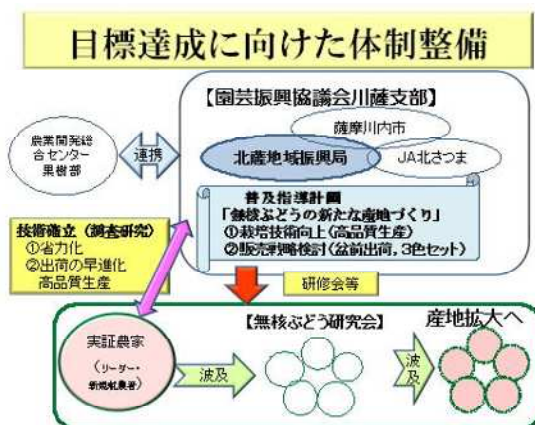 目標達成に向けた体制整備
【園芸振興協議会川薩支部】
薩摩川内市
農業開発総
合センター
果樹部
連携
北薩地域振興局
JA北さつま
普及指導計画
「無核ぶどうの新たな産地づくり」
①栽培技術向上(高品質生産)
②販売戦略検討(盆前出荷,3色セット)
技術確立(調査研究)
①省力化
②出荷の早進化
高品質生産
研修会等
【無核ぶどう研究会】
産地拡大へ
実証農家
(リーダー・
新規就農者)
波及
波及